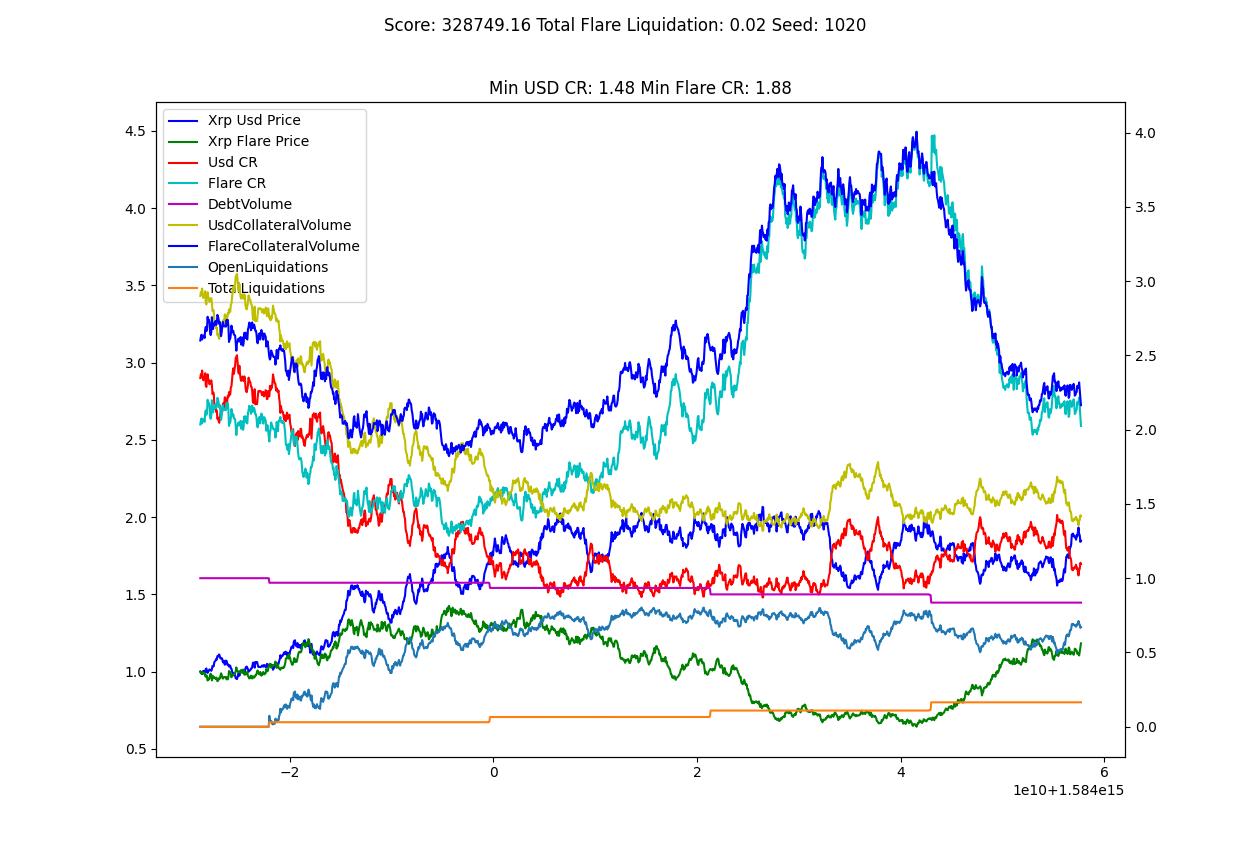 Score: 328749.16 Total Flare Liquidation: 0.02 Seed: 1020
Min USD CR: 1.48 Min Flare CR: 1.88
Xrp Usd Price
Xrp Flare Price
Usd CR
Flare CR
DebtVolume
UsdCollateralVolume
FlareCollateralVolume
OpenLiquidations
TotalLiquidations
4.5
4.0
3.5
3.0
2.5
2.0
1.5
1.0
0.5
4.0
3.5
3.0
2.5
2.0
1.5
1.0
0.5
0.0
−2 0 2 4 6
1e10+1.584e15